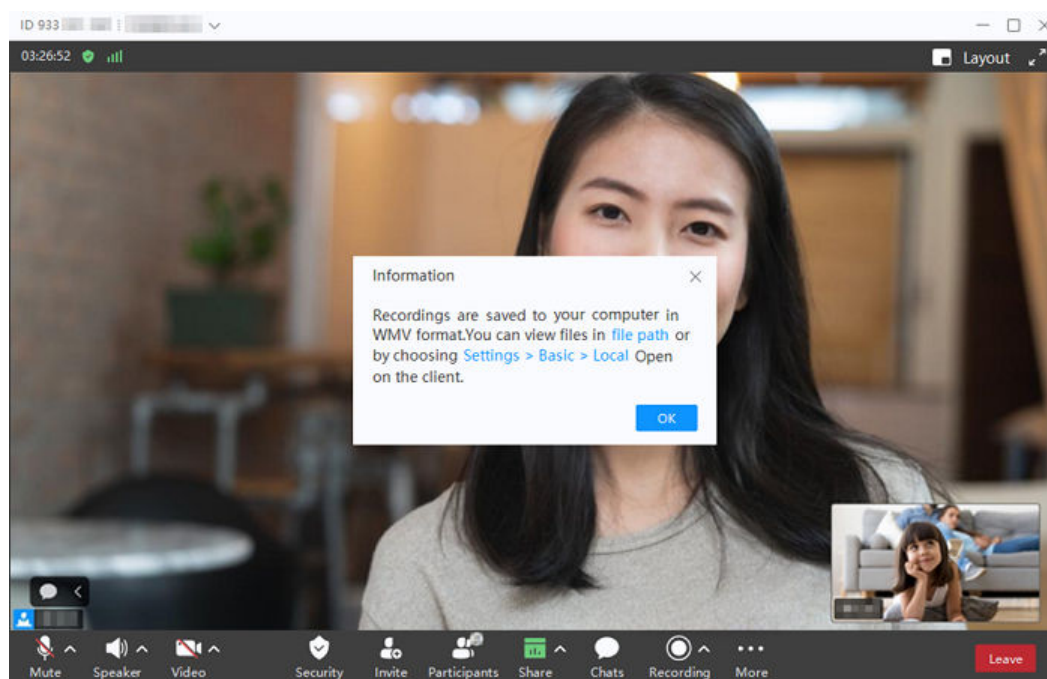 ID 933
03:26:52
Layout
Information
Recordings are saved to your computer in
WMV format.You can view files in file path or
by choosing Settings > Basic > Local Open
on the client.
OK
Mute Speaker Video Security Invite Participants Share Chats Recording More Leave